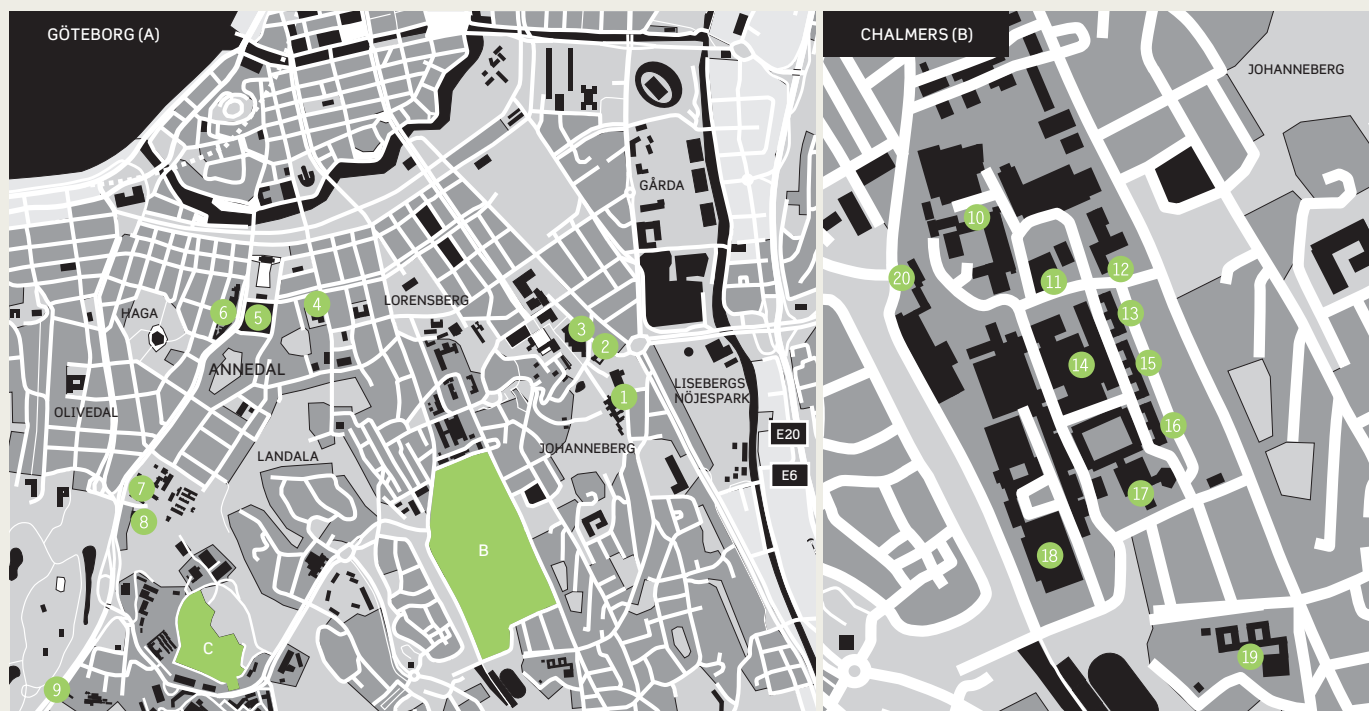 GÖTEBORG (A)
GÅRDA
LORENSBERG
HAGA
6
5
4
3
2
ANNEDAL
1
LISEBERGS
NÖJESPARK
OLIVEDAL
E20
JOHANNEBERG
LANDALA
E6
7
8
B
C
9
CHALMERS (B)
JOHANNEBERG
10
20
11
12
13
14
15
16
17
18
19